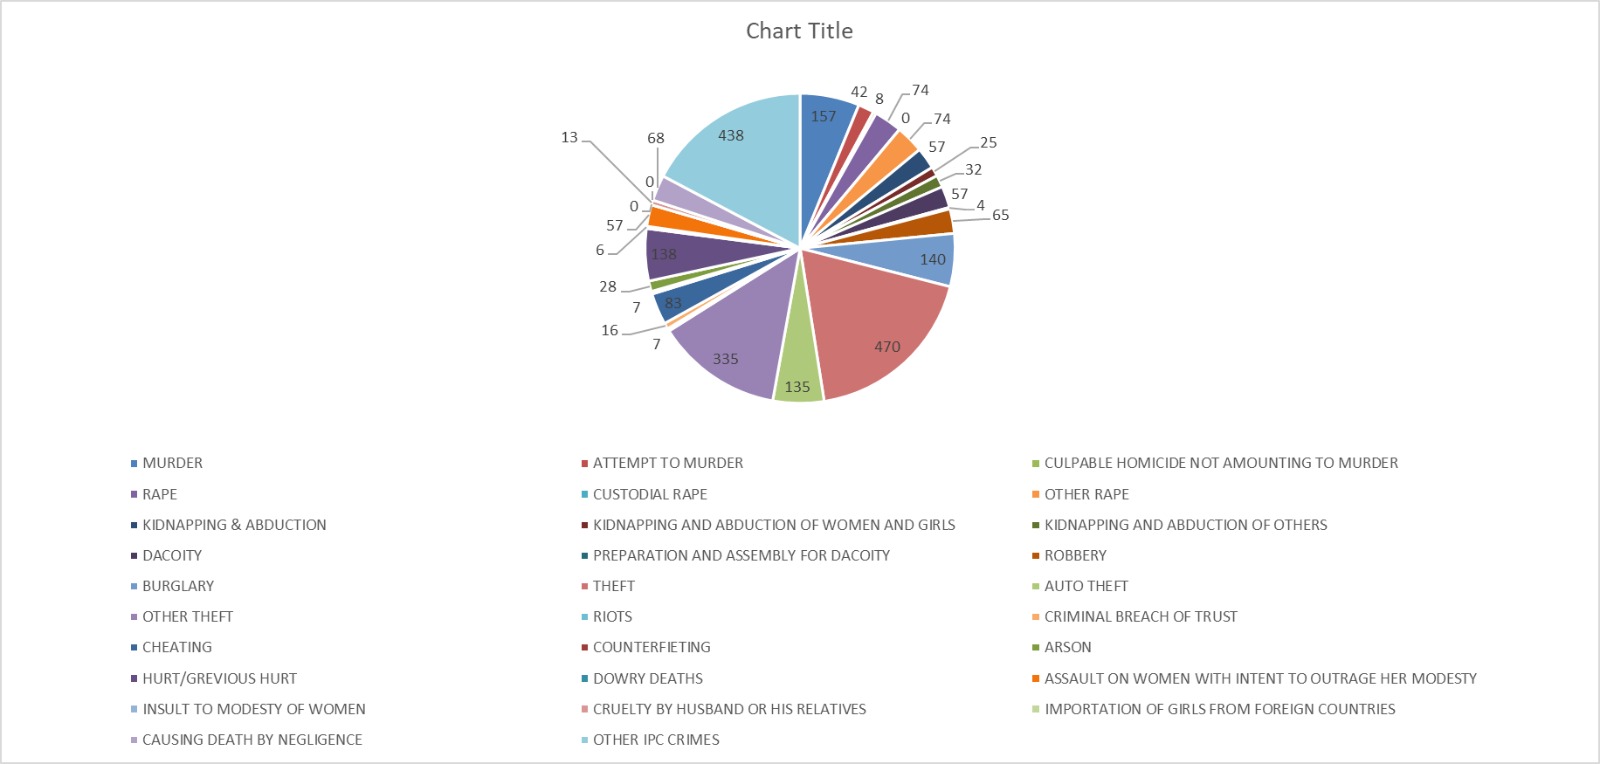 Chart Title
157
42
8
74
0
74
57
25
32
57
4
65
140
470
135
335
7
16
83
7
28
138
6
57
0
13
0
68
438
MURDER
ATTEMPT TO MURDER
CULPABLE HOMICIDE NOT AMOUNTING TO MURDER
RAPE
CUSTODIAL RAPE
OTHER RAPE
KIDNAPPING & ABDUCTION
KIDNAPPING AND ABDUCTION OF WOMEN AND GIRLS
KIDNAPPING AND ABDUCTION OF OTHERS
DACOITY
PREPARATION AND ASSEMBLY FOR DACOITY
ROBBERY
BURGLARY
THEFT
AUTO THEFT
OTHER THEFT
RIOTS
CRIMINAL BREACH OF TRUST
CHEATING
COUNTERFIETING
ARSON
HURT/GREVIOUS HURT
DOWRY DEATHS
ASSAULT ON WOMEN WITH INTENT TO OUTRAGE HER MODESTY
INSULT TO MODESTY OF WOMEN
CRUELTY BY HUSBAND OR HIS RELATIVES
IMPORTATION OF GIRLS FROM FOREIGN COUNTRIES
CAUSING DEATH BY NEGLIGENCE
OTHER IPC CRIMES